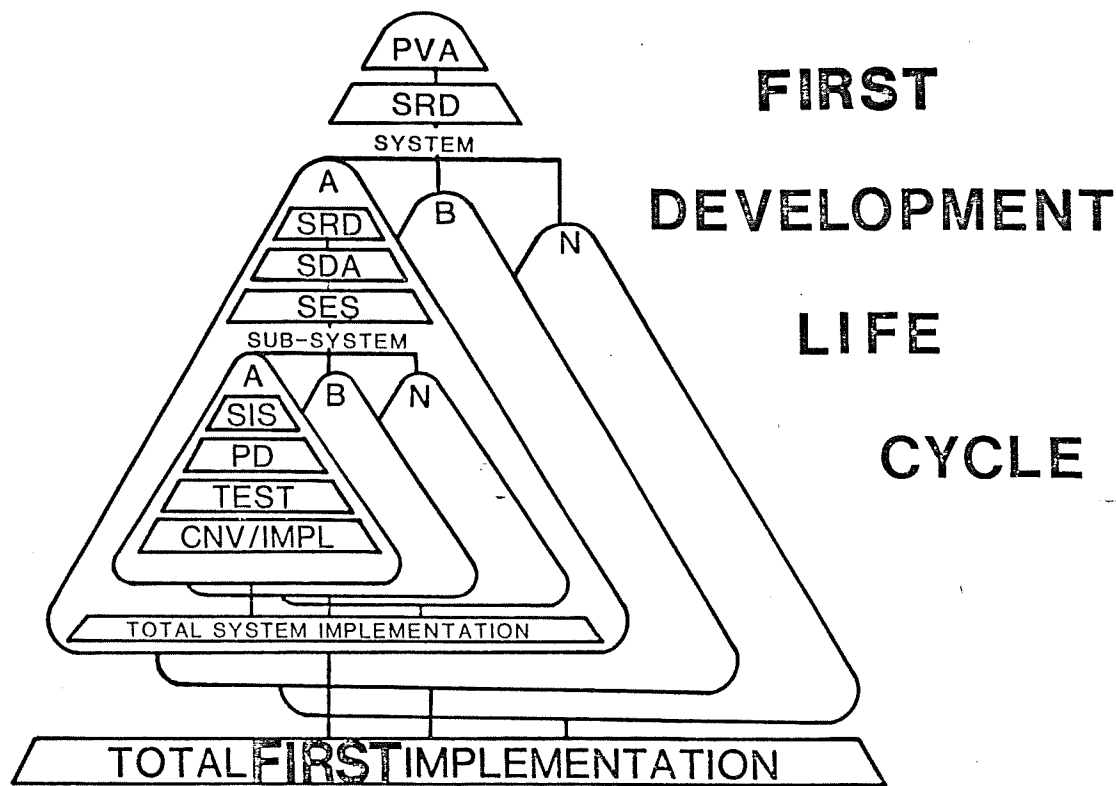 PVA
SRD
SYSTEM
A
B
N
SRD
SDA
SES
SUB-SYSTEM
A
B
N
SIS
PD
TEST
CNV/IMPL
TOTAL SYSTEM IMPLEMENTATION
TOTAL FIRST IMPLEMENTATION
FIRST
DEVELOPMENT
LIFE
CYCLE